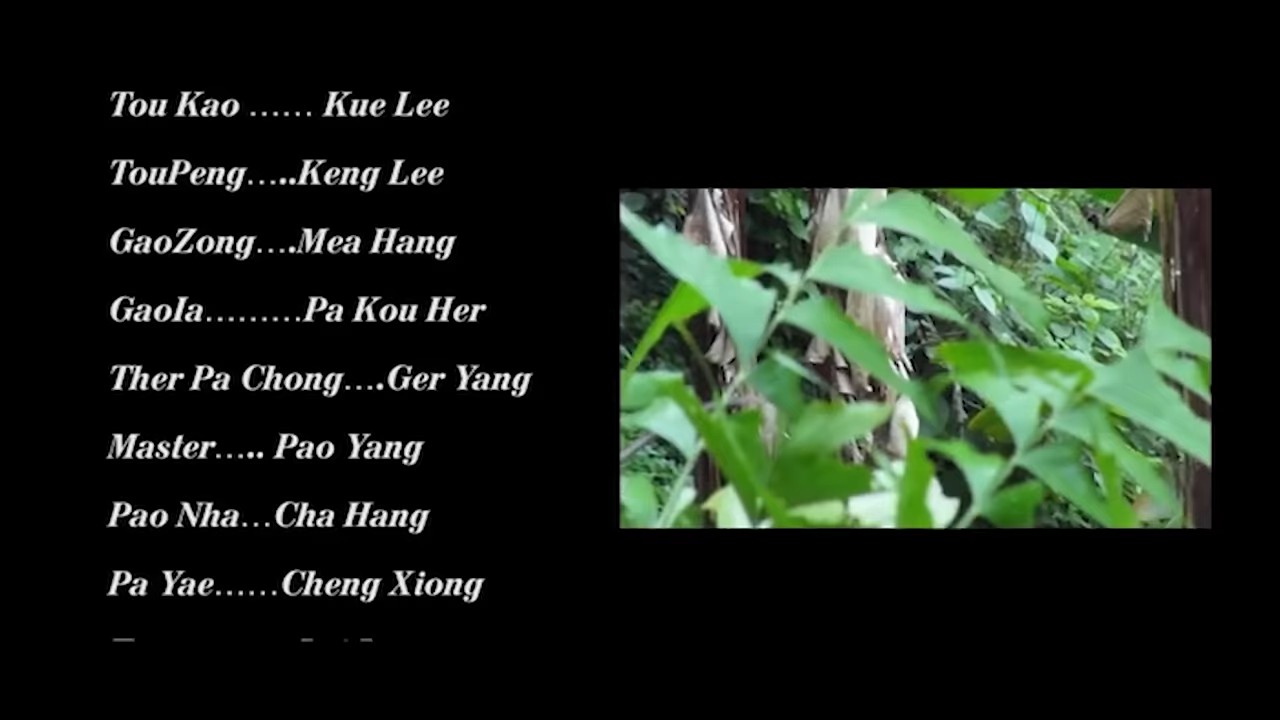 Tou Kao ...... Kue Lee
TouPeng.....Keng Lee
GaoZong....Mea Hang
GaoIa.........Pa Kou Her
Ther Pa Chong....Ger Yang
Master..... Pao Yang
Pao Nha...Cha Hang
Pa Yae......Cheng Xiong